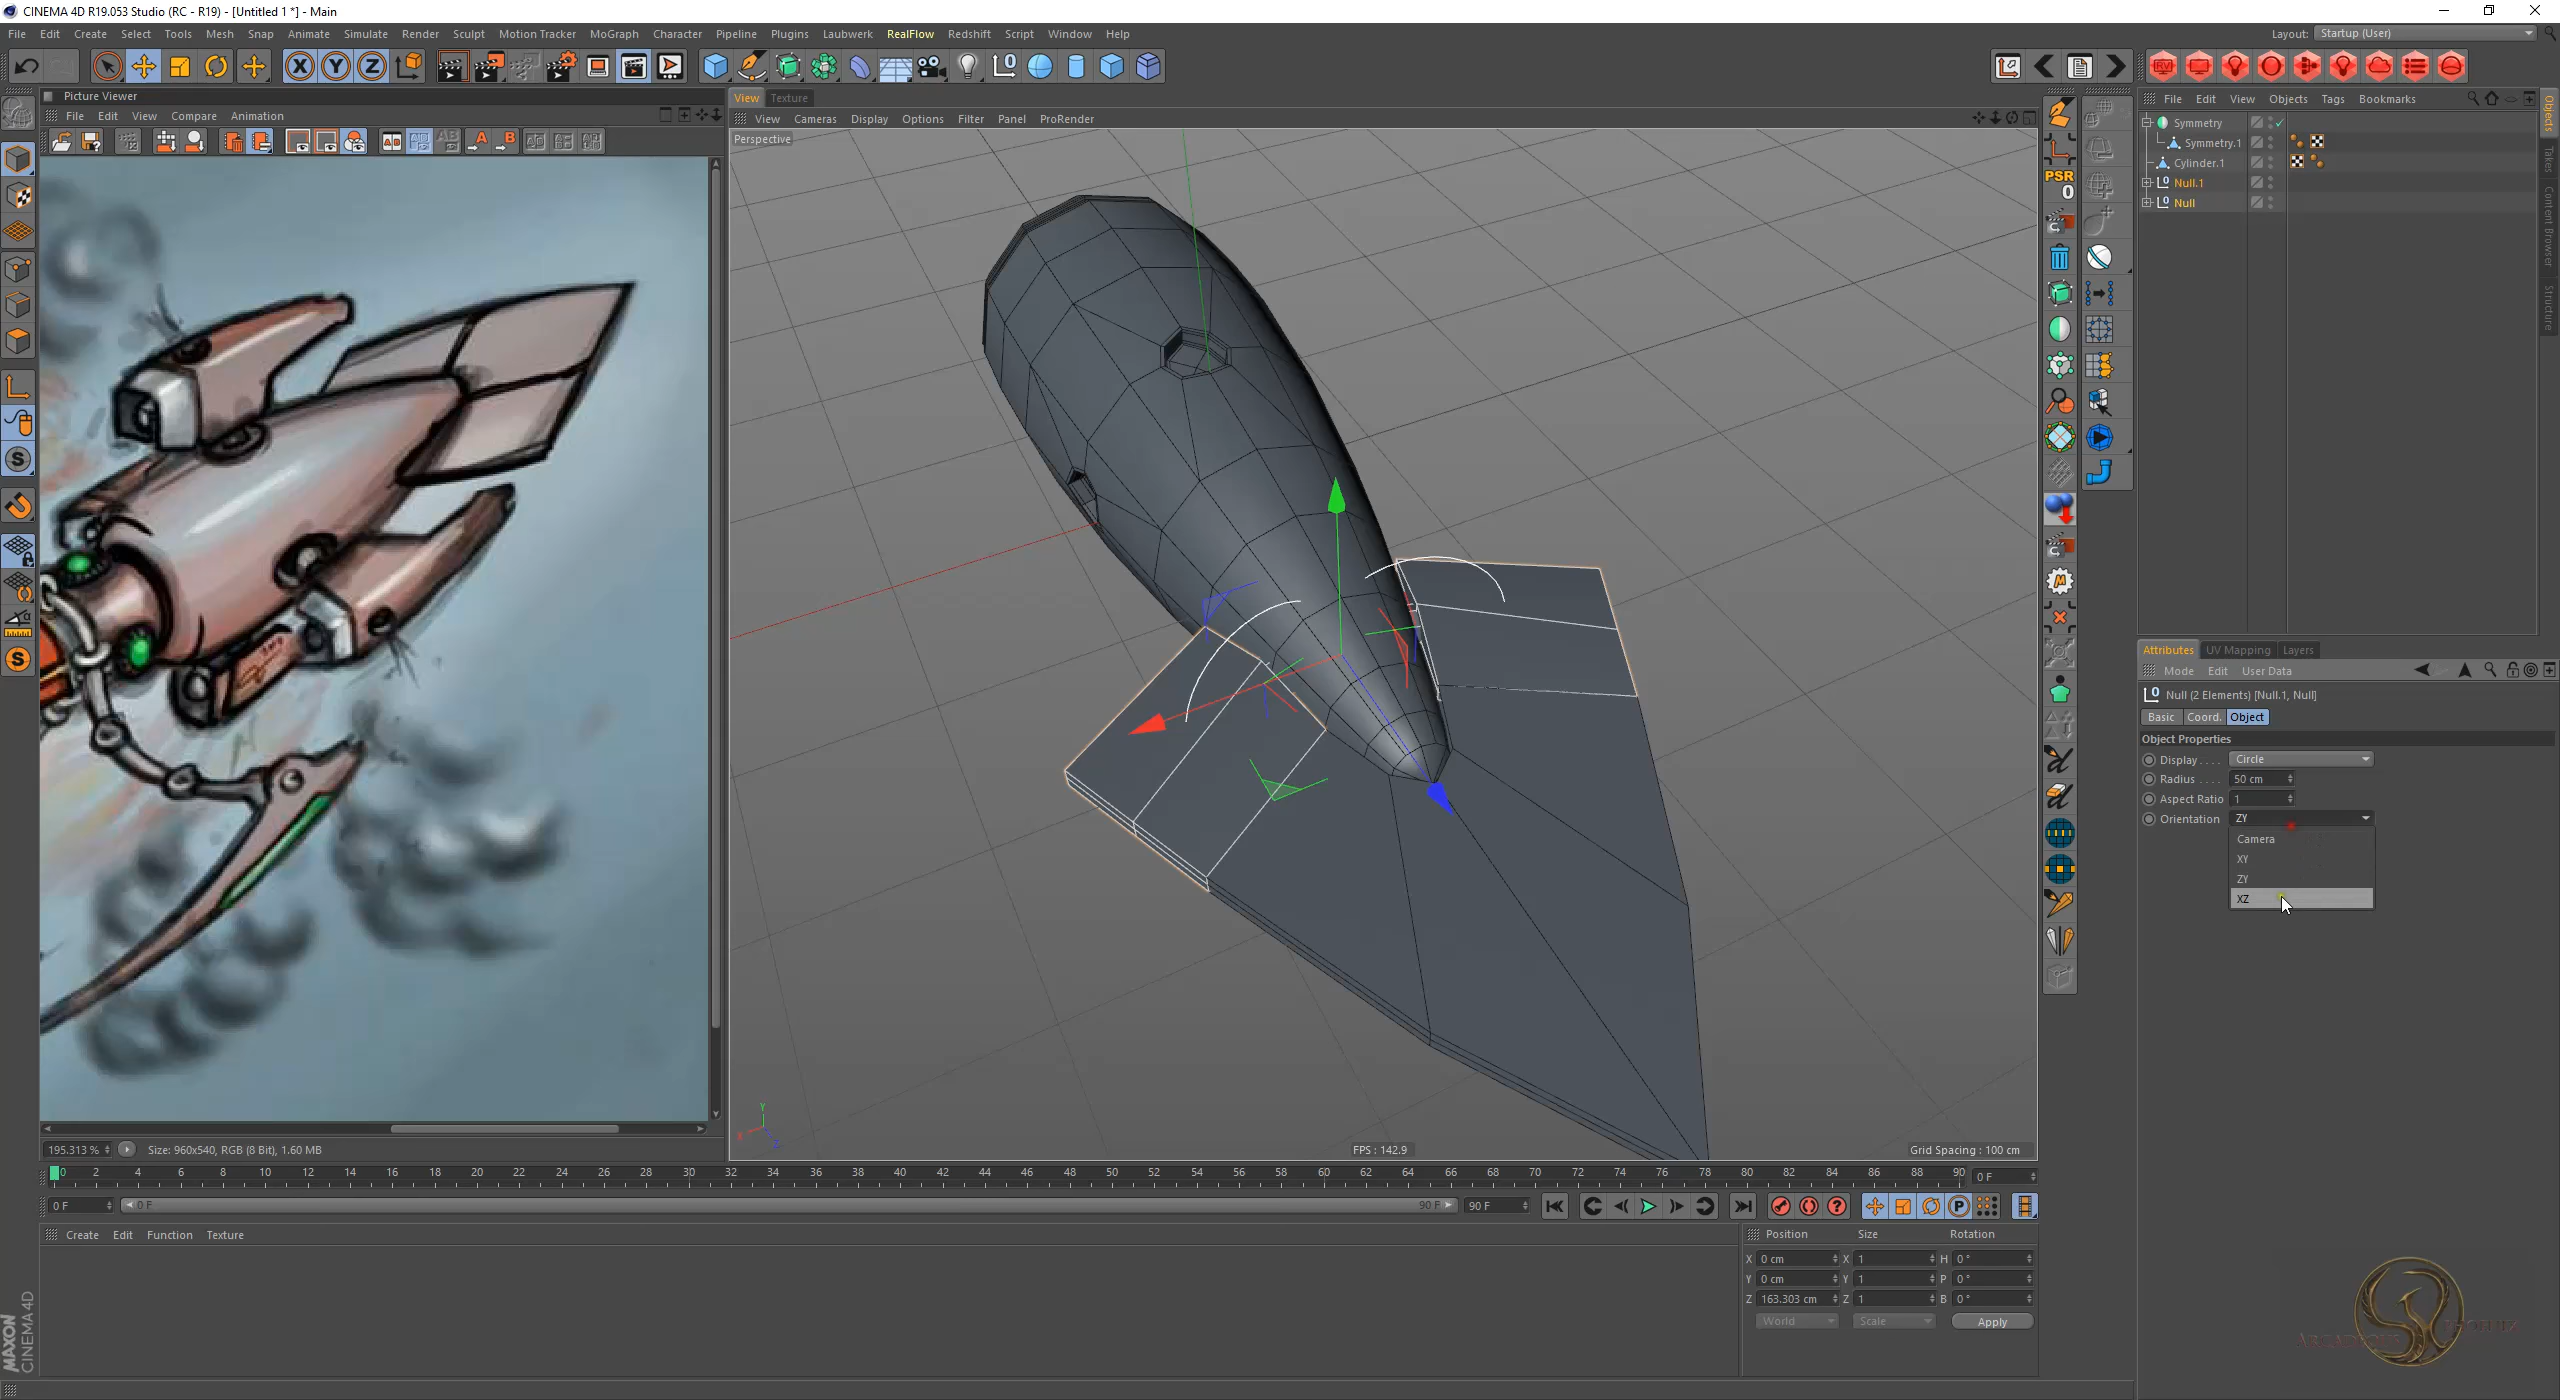 CINEMA 4D R19.053 Studio (RC - R19) - [Untitled 1 *] - Main
File Edit Create Select Tools Mesh Snap Animate Simulate Render Sculpt Motion Tracker MoGraph Character Pipeline Plugins Laubwerk RealFlow Redshift Script Window Help
Layout: Startup (User)
Picture Viewer
File Edit View Compare Animation
View Texture
View Cameras Display Options Filter Panel ProRender
Perspective
File Edit View Objects Tags Bookmarks
Symmetry
Symmetry.1
Cylinder.1
Null.1
Null
Objects
Takes
Content Browser
Structure
PSR
0
Attributes UV Mapping Layers
Mode Edit User Data
Null (2 Elements) [Null.1, Null]
Basic Coord. Object
Object Properties
Display . . . . Circle
Radius . . . . 50 cm
Aspect Ratio 1
Orientation ZY
Camera
XY
ZY
XZ
FPS : 142.9
Grid Spacing : 100 cm
195.313 % Size: 960x540, RGB (8 Bit), 1.60 MB
0 2 4 6 8 10 12 14 16 18 20 22 24 26 28 30 32 34 36 38 40 42 44 46 48 50 52 54 56 58 60 62 64 66 68 70 72 74 76 78 80 82 84 86 88 90 0 F
0 F 0 F 90 F 90 F
Create Edit Function Texture
Position Size Rotation
X 0 cm X 1 H 0 °
Y 0 cm Y 1 P 0 °
Z 163.303 cm Z 1 B 0 °
World Scale Apply
MAXON
CINEMA 4D